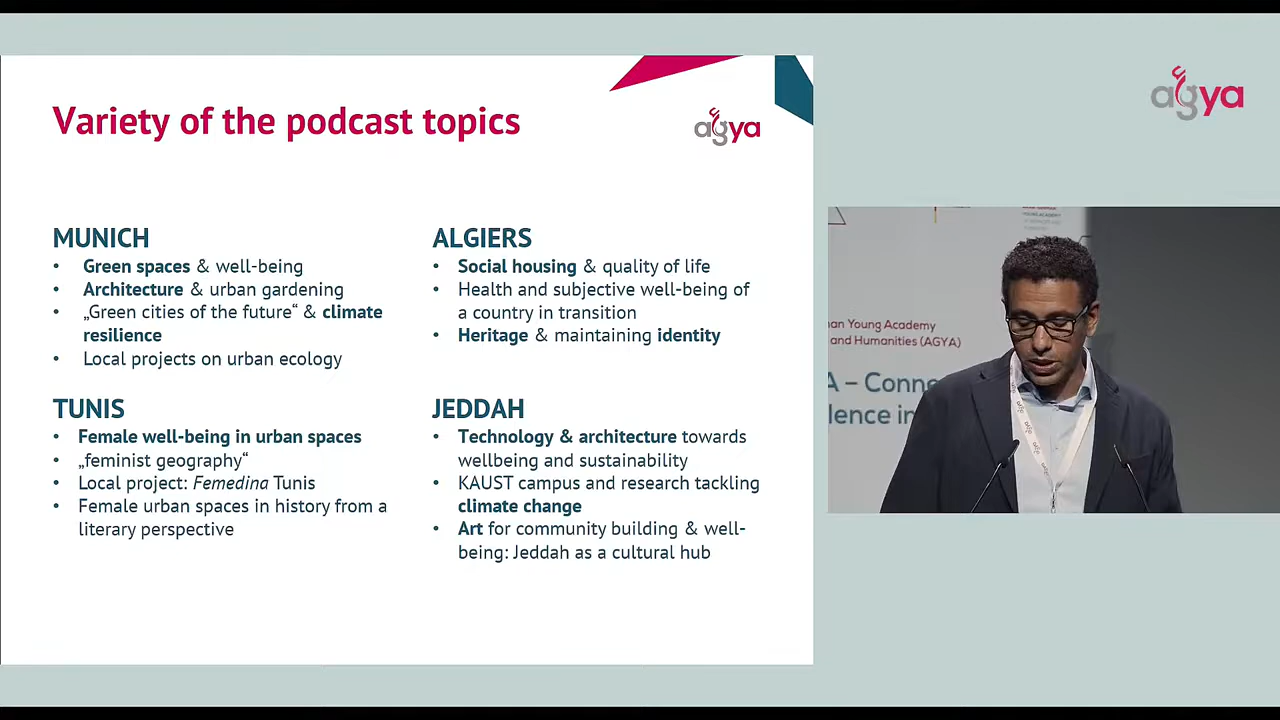 Variety of the podcast topics
agya
MUNICH
• Green spaces & well-being
• Architecture & urban gardening
• „Green cities of the future“ & climate
resilience
• Local projects on urban ecology
TUNIS
• Female well-being in urban spaces
• „feminist geography“
• Local project: Femedina Tunis
• Female urban spaces in history from a
literary perspective
ALGIERS
• Social housing & quality of life
• Health and subjective well-being of
a country in transition
• Heritage & maintaining identity
JEDDAH
• Technology & architecture towards
wellbeing and sustainability
• KAUST campus and research tackling
climate change
• Art for community building & well-
being: Jeddah as a cultural hub
agya
Young Academy
and Humanities (AGYA)